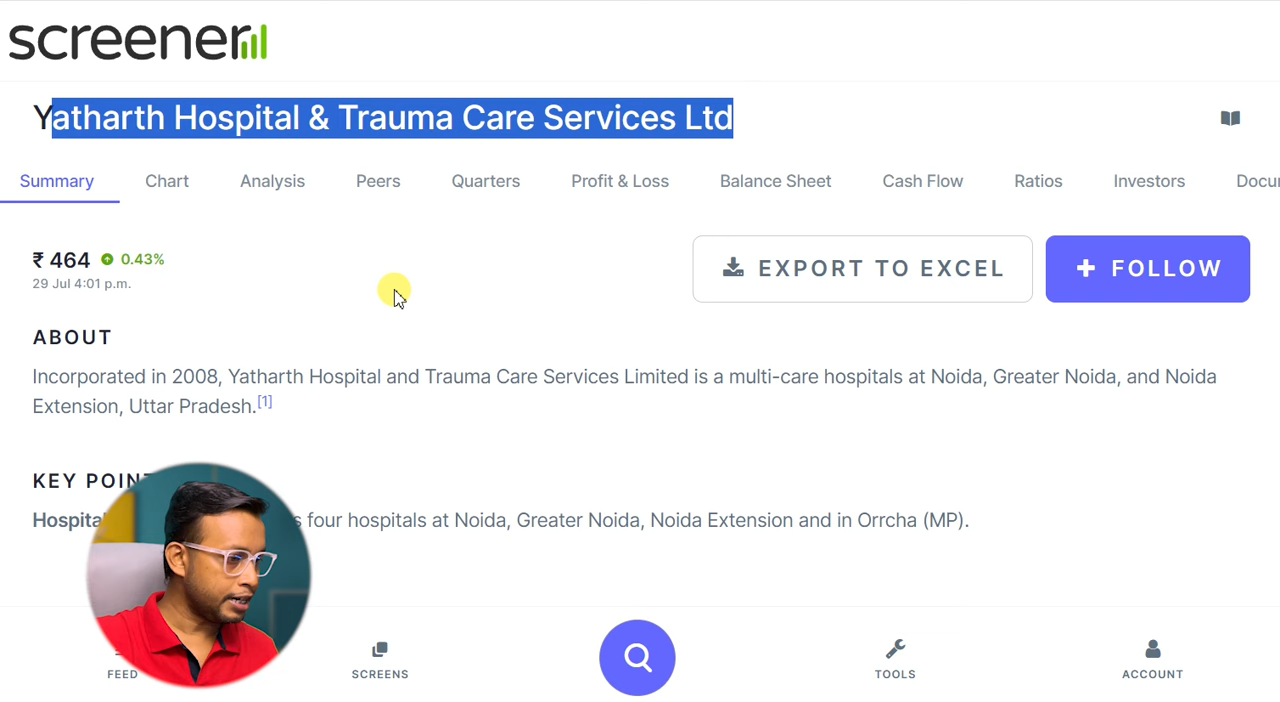 screener
Yatharth Hospital & Trauma Care Services Ltd
Summary Chart Analysis Peers Quarters Profit & Loss Balance Sheet Cash Flow Ratios Investors Docu
₹ 464 0.43%
29 Jul 4:01 p.m.
EXPORT TO EXCEL
+ FOLLOW
ABOUT
Incorporated in 2008, Yatharth Hospital and Trauma Care Services Limited is a multi-care hospitals at Noida, Greater Noida, and Noida
Extension, Uttar Pradesh.[1]
KEY POIN
Hospita s four hospitals at Noida, Greater Noida, Noida Extension and in Orrcha (MP).
FEED SCREENS TOOLS ACCOUNT